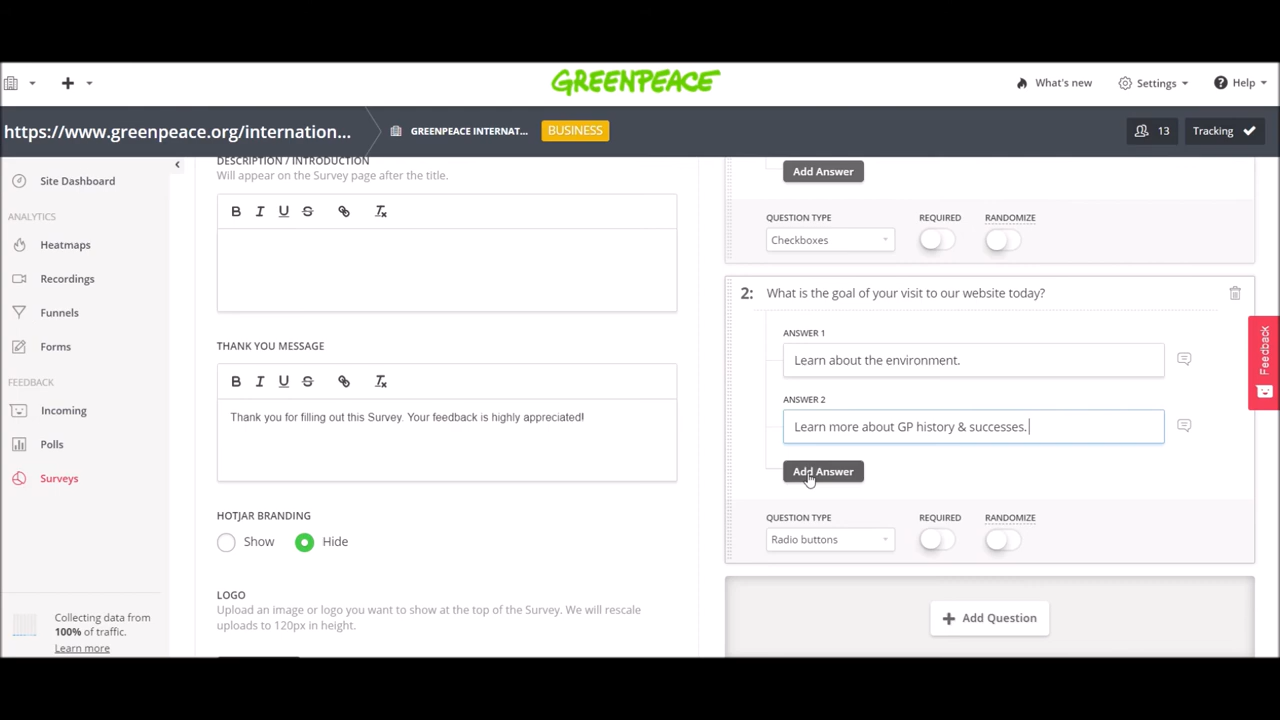 GREENPEACE
What's new
Settings
Help
https://www.greenpeace.org/internation...
GREENPEACE INTERNAT...
BUSINESS
13
Tracking
Site Dashboard
ANALYTICS
Heatmaps
Recordings
Funnels
Forms
FEEDBACK
Incoming
Polls
Surveys
Collecting data from
100% of traffic.
Learn more
DESCRIPTION / INTRODUCTION
Will appear on the Survey page after the title.
B I U S
THANK YOU MESSAGE
B I U S
Thank you for filling out this Survey. Your feedback is highly appreciated!
HOTJAR BRANDING
Show Hide
LOGO
Upload an image or logo you want to show at the top of the Survey. We will rescale
uploads to 120px in height.
Add Answer
QUESTION TYPE REQUIRED RANDOMIZE
Checkboxes
2: What is the goal of your visit to our website today?
ANSWER 1
Learn about the environment.
ANSWER 2
Learn more about GP history & successes.
Add Answer
QUESTION TYPE REQUIRED RANDOMIZE
Radio buttons
+ Add Question
Feedback